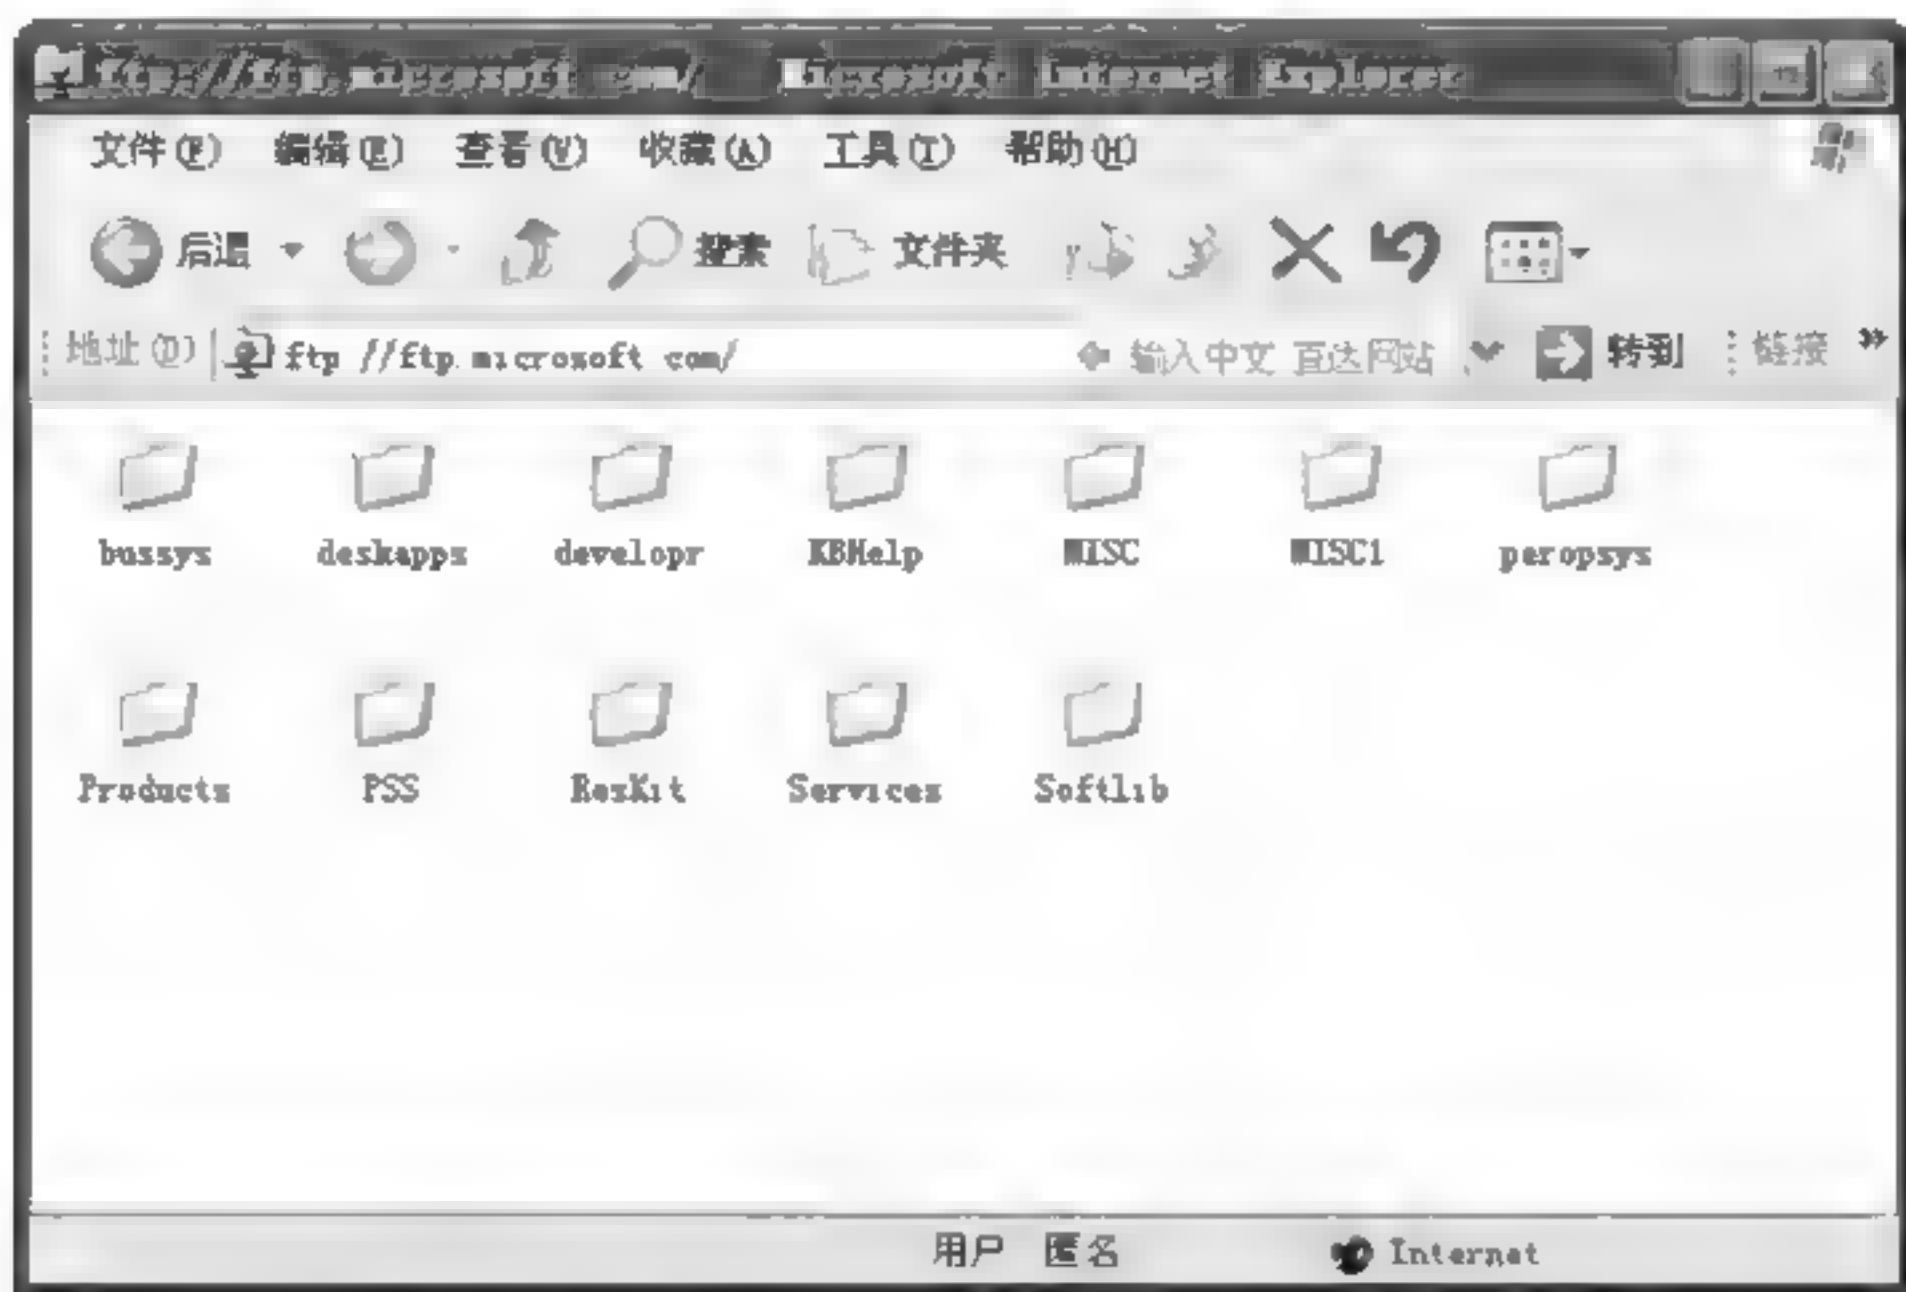 ftp://ftp.microsoft.com/ - Microsoft Internet Explorer
文件(F) 编辑(E) 查看(V) 收藏(A) 工具(T) 帮助(H)
后退 搜索 文件夹
地址(D) ftp://ftp.microsoft.com/ 输入中文 直达网站 转到 链接 »
bussys deskapps developr KBHelp MISC MISC1 peropsys
Products PSS ResKit Services Softlib
用户: 匿名 Internet